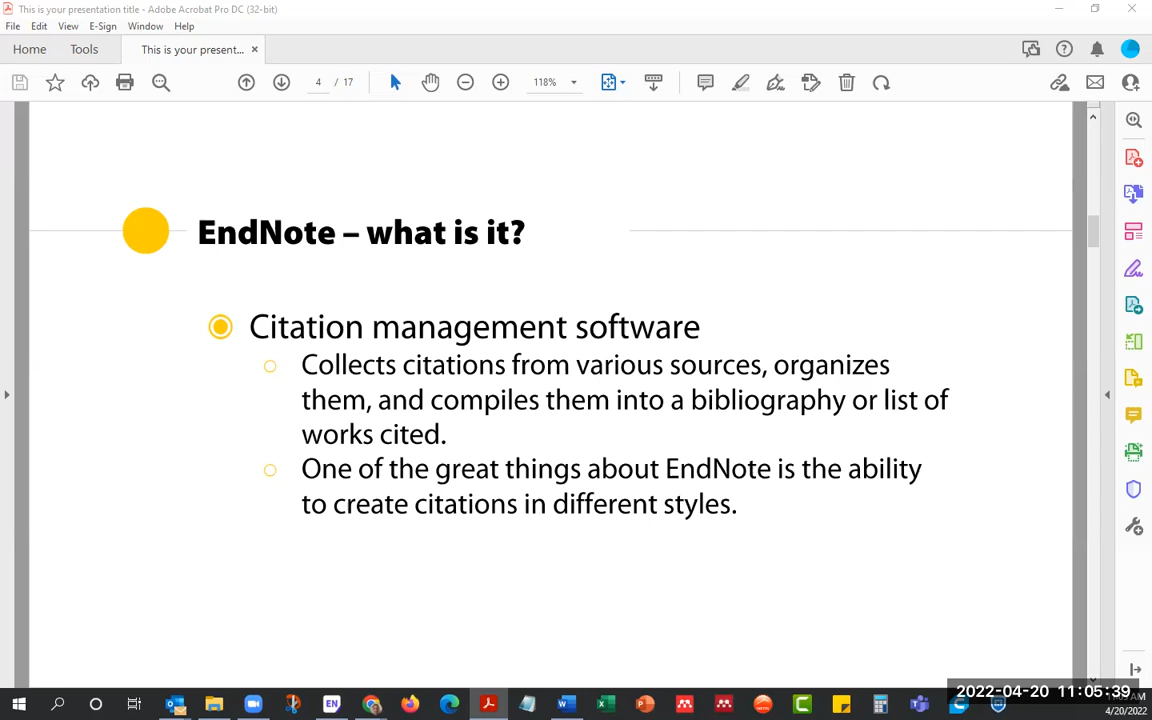 This is your presentation title - Adobe Acrobat Pro DC (32-bit)
File Edit View E-Sign Window Help
Home Tools This is your present... ×
4 / 17 118%
EndNote – what is it?
Citation management software
Collects citations from various sources, organizes
them, and compiles them into a bibliography or list of
works cited.
One of the great things about EndNote is the ability
to create citations in different styles.
EN
2022-04-20 11:05:39
4/20/2022